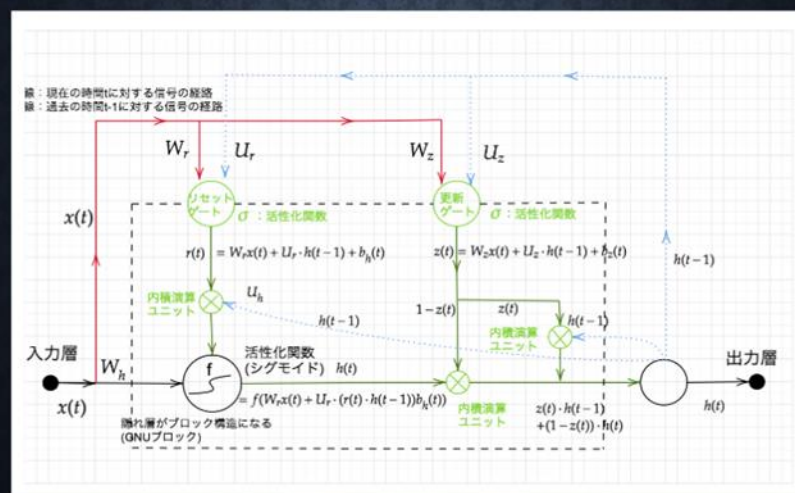 線：現在の時間tに対する信号の経路
線：過去の時間t-1に対する信号の経路
W_r
U_r
W_z
U_z
x(t)
リセット
ゲート
σ：活性化関数
更新
ゲート
σ：活性化関数
r(t) = W_r x(t) + U_r · h(t−1) + b_h(t)
z(t) = W_z x(t) + U_z · h(t−1) + b_z(t)
h(t−1)
内積演算
ユニット
U_h
h(t−1)
1−z(t)
z(t)
h(t−1)
内積演算
ユニット
入力層
W_h
x(t)
f
活性化関数
(シグモイド)
h(t)
= f(W_r x(t) + U_r · (r(t) · h(t−1)) b_h(t))
内積演算
ユニット
z(t) · h(t−1)
+(1−z(t)) · h(t)
出力層
h(t)
隠れ層がブロック構造になる
(GNUブロック)